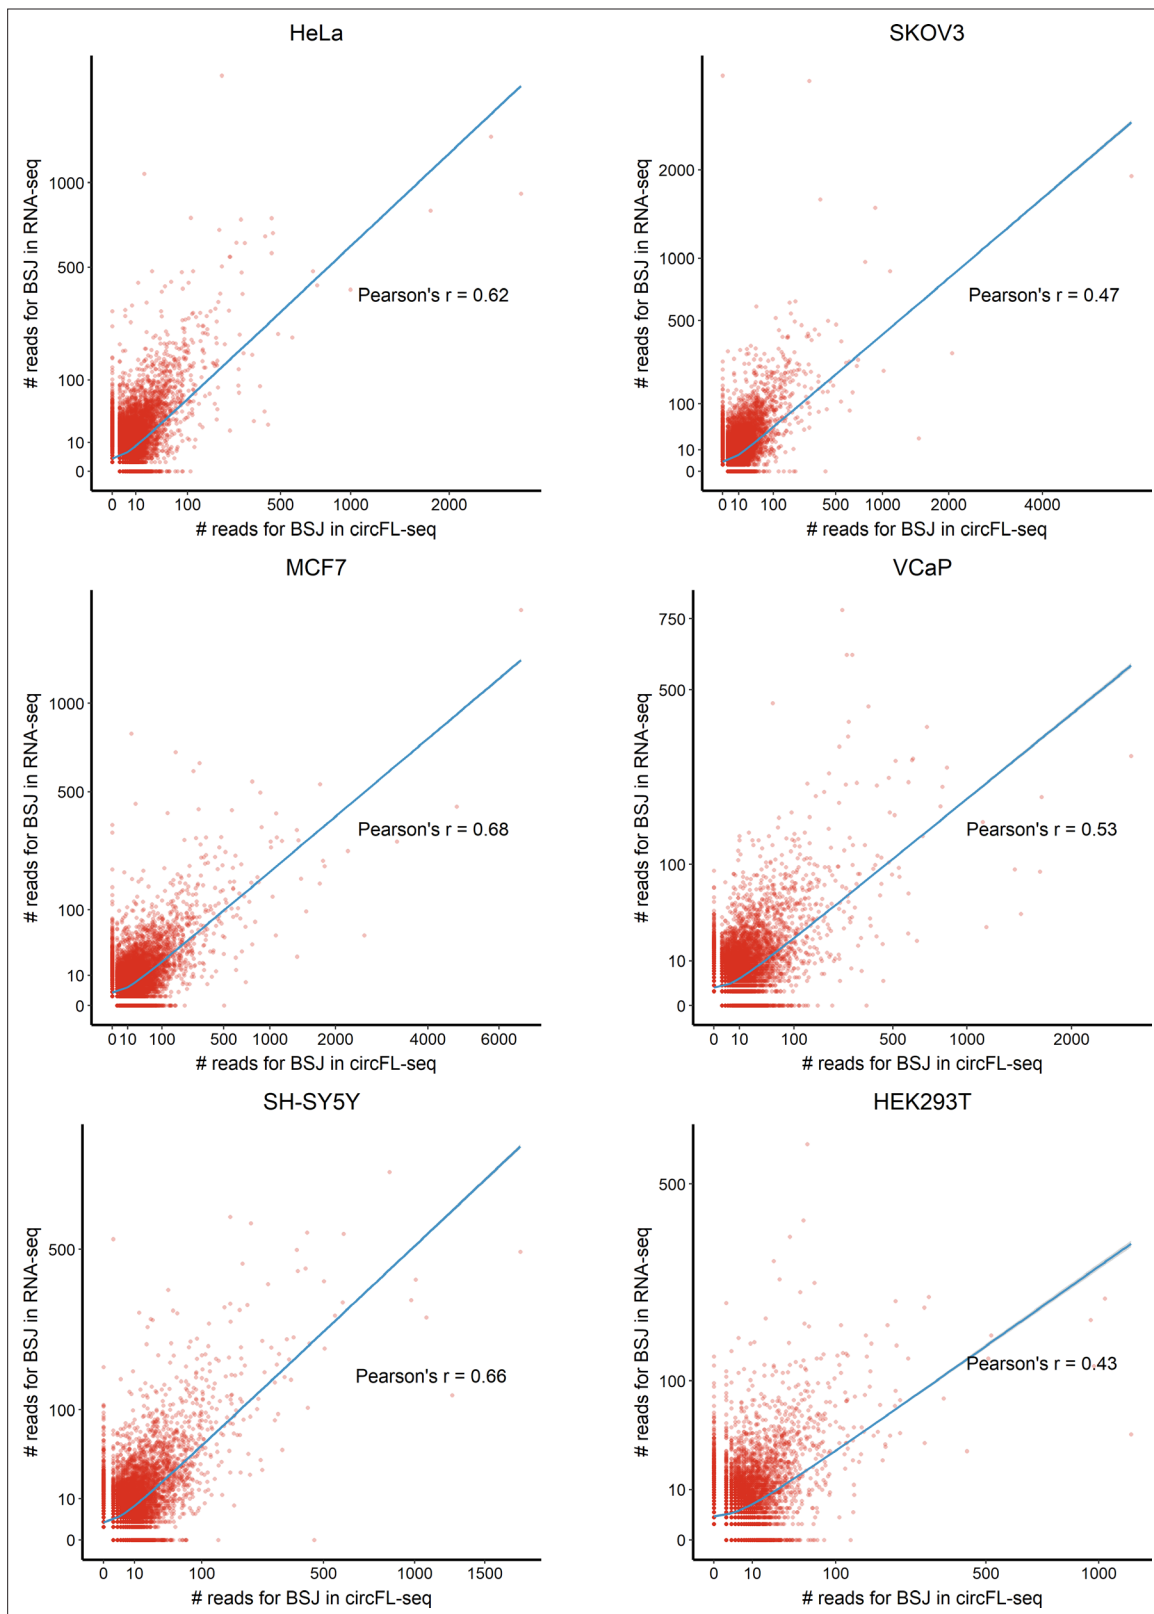 HeLa
# reads for BSJ in RNA-seq
1000
500
100
10
0
Pearson's r = 0.62
0 10 100 500 1000 2000
# reads for BSJ in circFL-seq
SKOV3
# reads for BSJ in RNA-seq
2000
1000
500
100
10
0
Pearson's r = 0.47
0 10 100 500 1000 2000 4000
# reads for BSJ in circFL-seq
MCF7
# reads for BSJ in RNA-seq
1000
500
100
10
0
Pearson's r = 0.68
0 10 100 500 1000 2000 4000 6000
# reads for BSJ in circFL-seq
VCaP
# reads for BSJ in RNA-seq
750
500
100
10
0
Pearson's r = 0.53
0 10 100 500 1000 2000
# reads for BSJ in circFL-seq
SH-SY5Y
# reads for BSJ in RNA-seq
500
100
10
0
Pearson's r = 0.66
0 10 100 500 1000 1500
# reads for BSJ in circFL-seq
HEK293T
# reads for BSJ in RNA-seq
500
100
10
0
Pearson's r = 0.43
0 10 100 500 1000
# reads for BSJ in circFL-seq